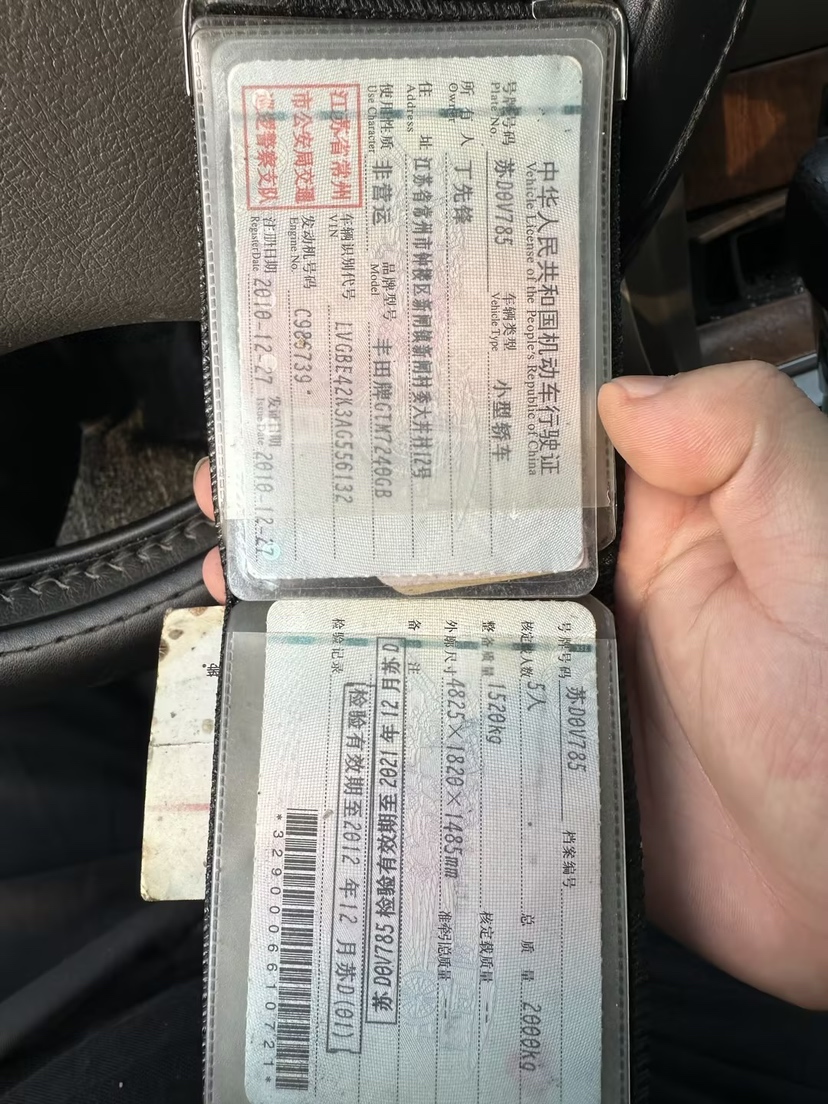 中华人民共和国机动车行驶证
Vehicle License of the People's Republic of China
号牌号码 苏D0V785 车辆类型 小型轿车
Plate No. Vehicle Type
所有人 丁先锋
Owner
住址 江苏省常州市钟楼区新闸镇新闸村委大井村12号
Address
使用性质 非营运 品牌型号 丰田牌GTM7240GB
Use Character Model
江苏省常州
市公安局交通
巡逻警察支队
车辆识别代号 LVGBE42K3AG556132
VIN
发动机号码 C985739
Engine No.
注册日期 2010-12-27 发证日期 2010-12-27
Register Date Issue Date
号牌号码 苏D0V785 档案编号
核定载人数 5人 总质量 2000kg
整备质量 1520kg 核定载质量 --
外廓尺寸 4825×1820×1485mm 准牵引总质量 --
备注 苏D0V785 检验有效期至2021年12月苏D
检验有效期至2012年12月苏D(01)
检验记录
*3290006610721*